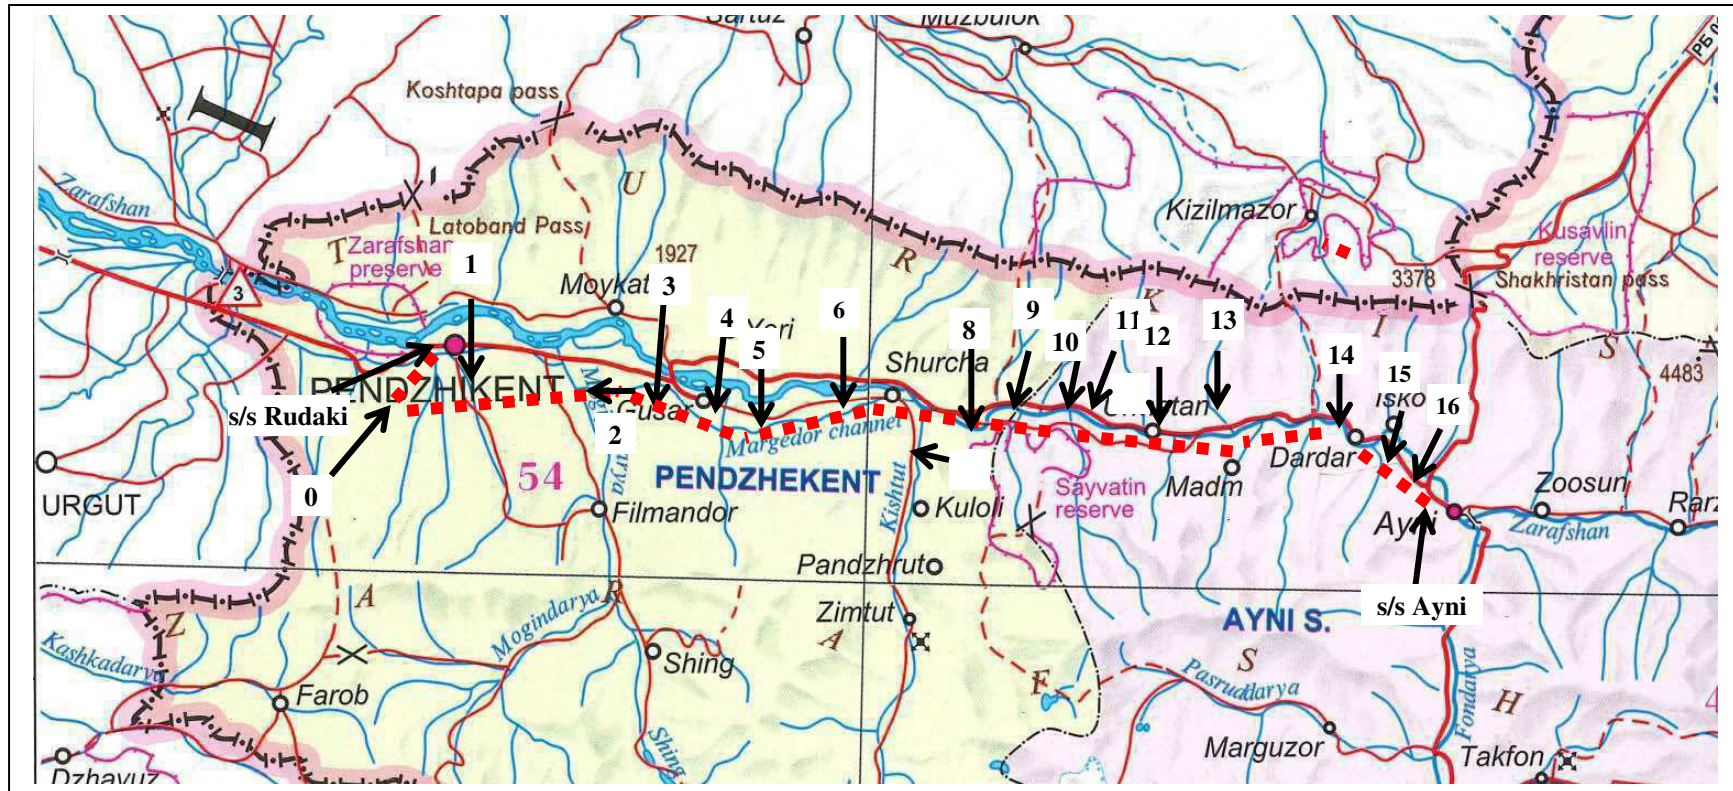 Muzbulok
РБ
Koshtapa pass
Zarafshan
U
Kizilmazor
Latoband Pass
T
Zarafshan
preserve
1927
R
Kusavlin
reserve
Shakhristan pass
3378
1
3
Moykat
3
4
5
6
8
9
K
10
11
12
13
I
S
14
15
16
4483
Shurcha
PENDZHIKENT
s/s Rudaki
Gusar
2
Margedor channel
Dardar
Madm
54
PENDZHEKENT
Kishtut
Sayvatin
reserve
0
URGUT
Filmandor
Kuloli
Zoosun
Ayni
Zarafshan
Pandzhrut
s/s Ayni
Z
A
R
Mogindarya
Zimtut
A
AYNI S.
S
Kashkadarya
Shing
F
Pasruddarya
Fondarya
H
Farob
Shing
Marguzor
Takfon
Dzhavuz